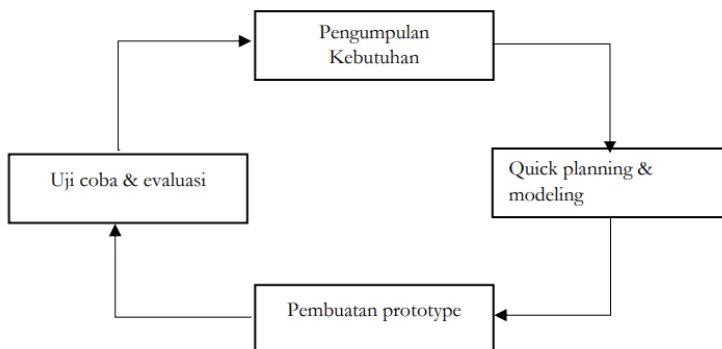 Pengumpulan
Kebutuhan
Uji coba & evaluasi
Quick planning &
modeling
Pembuatan prototype